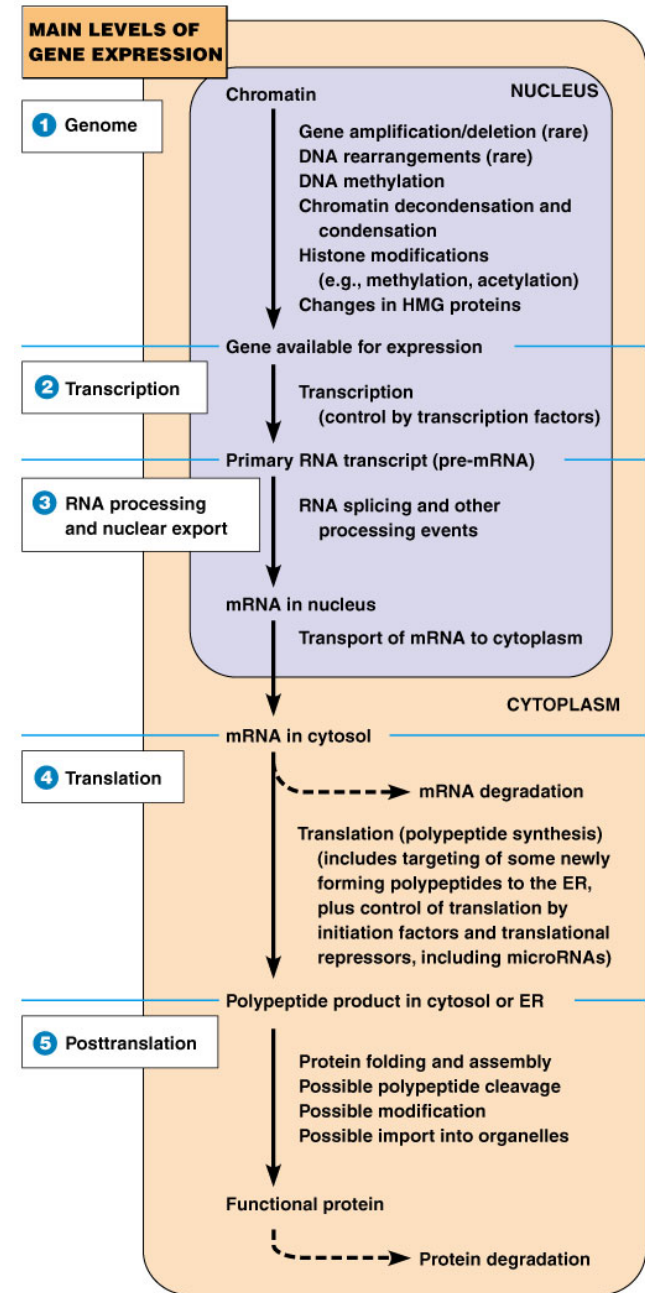 MAIN LEVELS OF
GENE EXPRESSION
NUCLEUS
Chromatin
1 Genome
Gene amplification/deletion (rare)
DNA rearrangements (rare)
DNA methylation
Chromatin decondensation and
condensation
Histone modifications
(e.g., methylation, acetylation)
Changes in HMG proteins
Gene available for expression
2 Transcription
Transcription
(control by transcription factors)
Primary RNA transcript (pre-mRNA)
3 RNA processing
and nuclear export
RNA splicing and other
processing events
mRNA in nucleus
Transport of mRNA to cytoplasm
CYTOPLASM
mRNA in cytosol
4 Translation
mRNA degradation
Translation (polypeptide synthesis)
(includes targeting of some newly
forming polypeptides to the ER,
plus control of translation by
initiation factors and translational
repressors, including microRNAs)
Polypeptide product in cytosol or ER
5 Posttranslation
Protein folding and assembly
Possible polypeptide cleavage
Possible modification
Possible import into organelles
Functional protein
Protein degradation